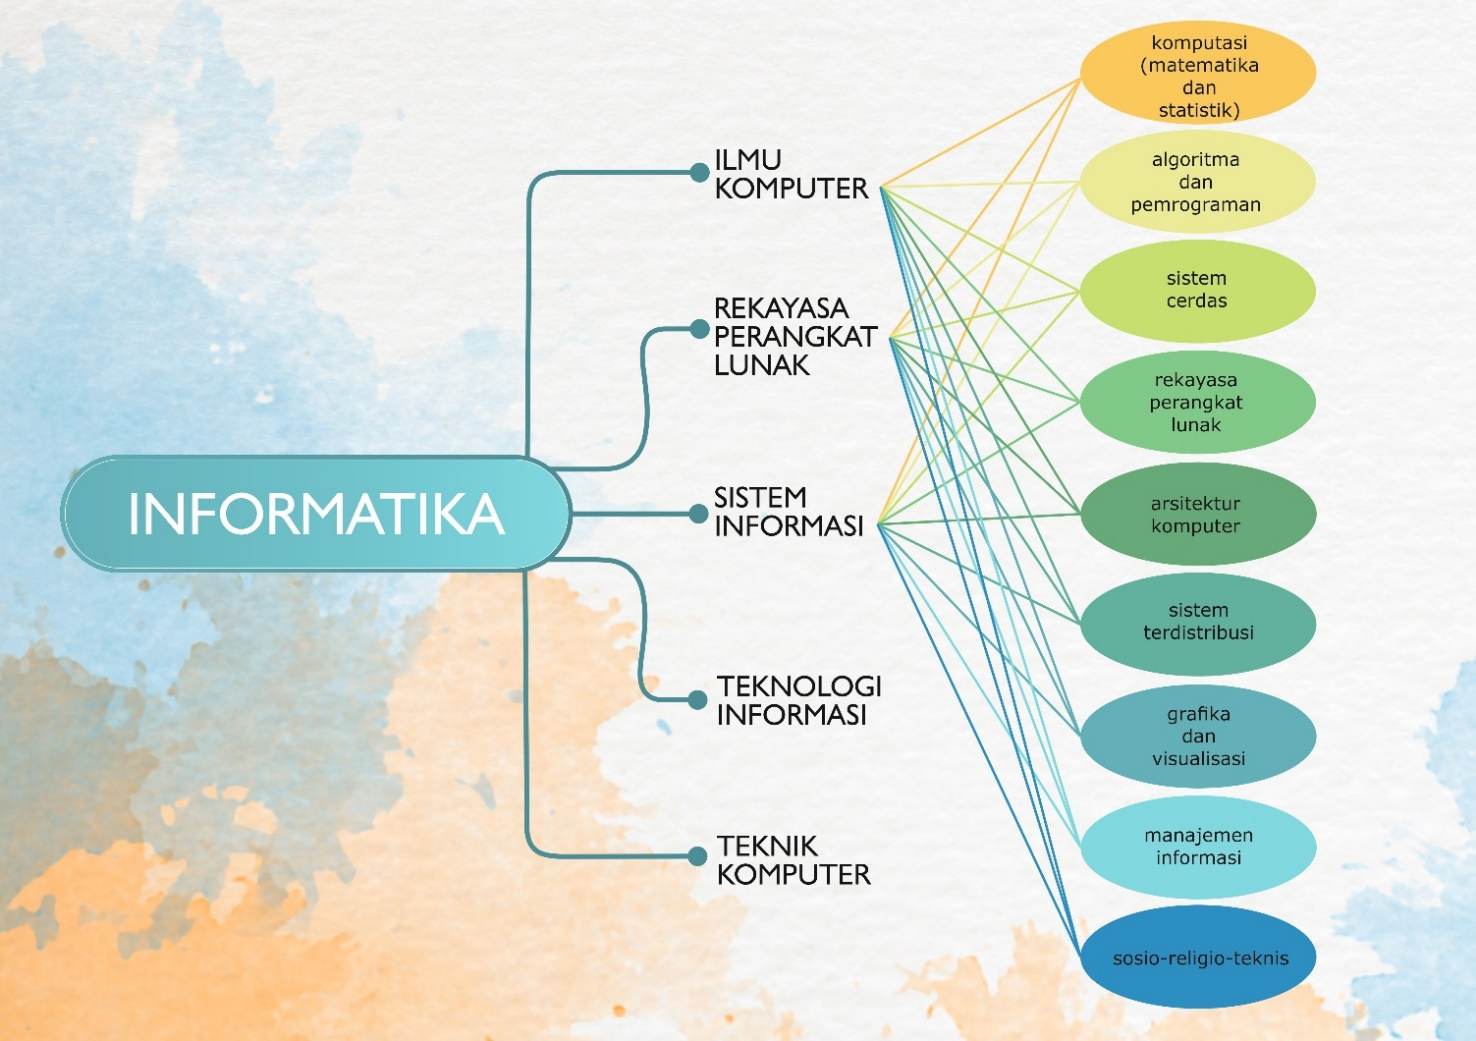 INFORMATIKA
ILMU
KOMPUTER
REKAYASA
PERANGKAT
LUNAK
SISTEM
INFORMASI
TEKNOLOGI
INFORMASI
TEKNIK
KOMPUTER
komputasi
(matematika
dan
statistik)
algoritma
dan
pemrograman
sistem
cerdas
rekayasa
perangkat
lunak
arsitektur
komputer
sistem
terdistribusi
grafika
dan
visualisasi
manajemen
informasi
sosio-religio-teknis